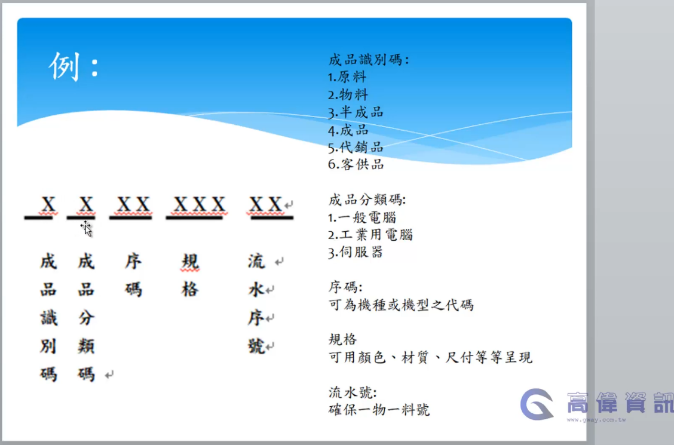 例：
X X XX XXX XX
成品識別碼
成品分類碼
序碼
規格
流水序號
成品識別碼:
1.原料
2.物料
3.半成品
4.成品
5.代銷品
6.客供品
成品分類碼:
1.一般電腦
2.工業用電腦
3.伺服器
序碼:
可為機種或機型之代碼
規格
可用顏色、材質、尺付等等呈現
流水號:
確保一物一料號
高偉資訊